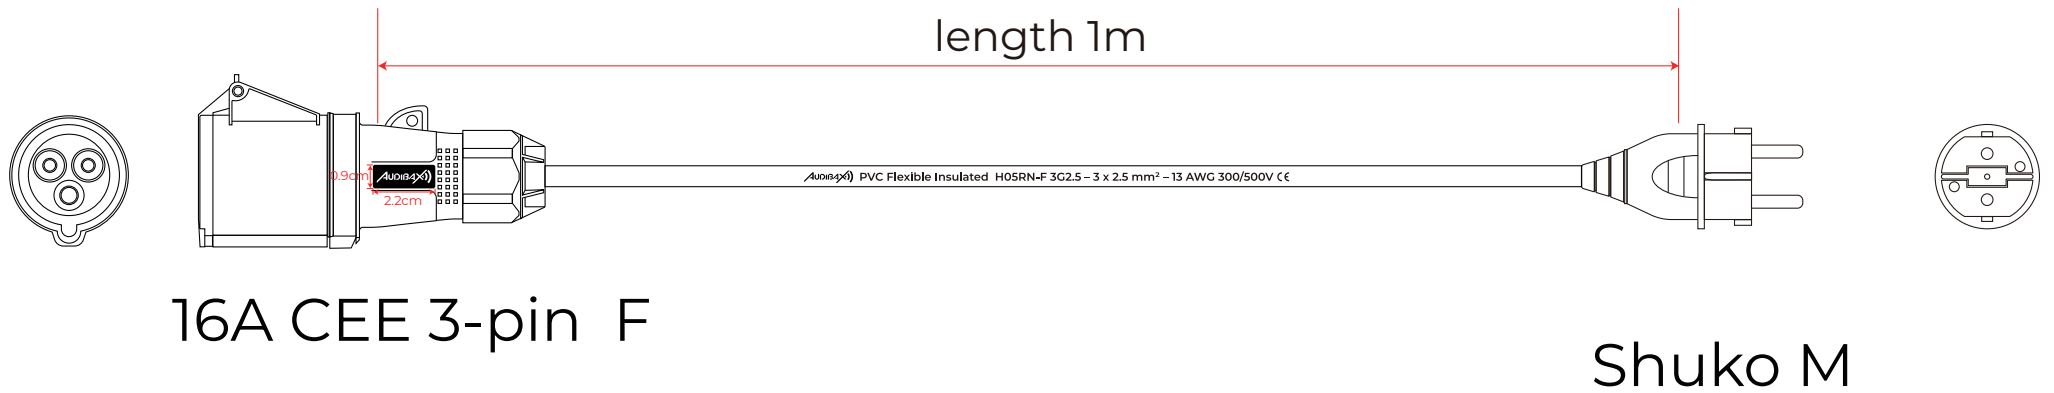 length 1m
0.9cm
AUDIBAX
2.2cm
AUDIBAX PVC Flexible Insulated H05RN-F 3G2.5 – 3 x 2.5 mm² – 13 AWG 300/500V CE
16A CEE 3-pin F
Shuko M